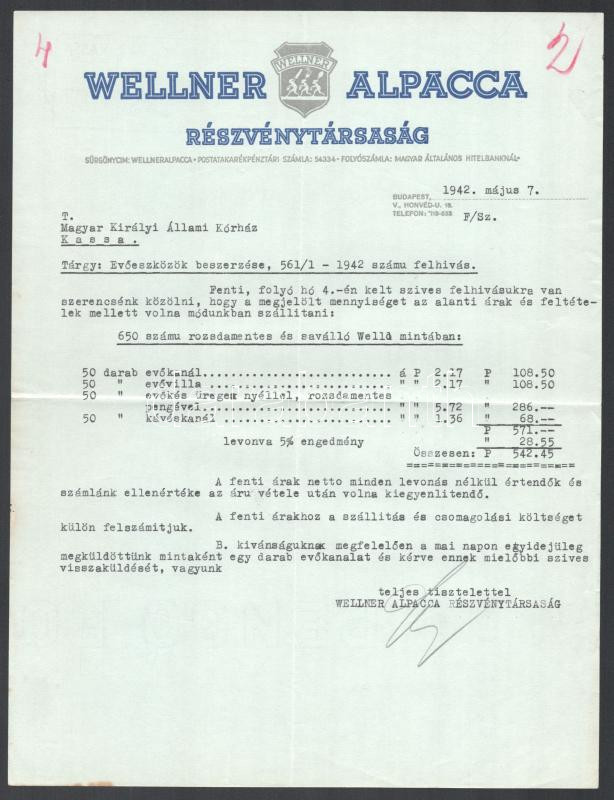 4
2
WELLNER
WELLNER ALPACCA
RÉSZVÉNYTÁRSASÁG
SÜRGÖNYCIM: WELLNERALPACCA • POSTATAKARÉKPÉNZTÁRI SZÁMLA: 54334 • FOLYÓSZÁMLA: MAGYAR ÁLTALÁNOS HITELBANKNÁL•
BUDAPEST, 1942. május 7.
V., HONVÉD-U. 18.
TELEFON: *119-633 F/Sz.
T.
Magyar Királyi Állami Kórház
Kassa.
Tárgy: Evőeszközök beszerzése, 561/1 - 1942 számu felhivás.
Fenti, folyó hó 4.-én kelt szives felhivásukra van
szerencsénk közölni, hogy a megjelölt mennyiséget az alanti árak és feltéte-
lek mellett volna módunkban szállitani:
650 számu rozsdamentes és saválló Welld mintában:
50 darab evőkanál........................... á P 2.17 P 108.50
50 " evővilla........................... " " 2.17 " 108.50
50 " evőkés üreges nyéllel, rozsdamentes
pengével........................... " " 5.72 " 286.--
50 " kávéskanál........................... " " 1.36 " 68.--
P 571.--
levonva 5% engedmény " 28.55
Összesen: P 542.45
A fenti árak netto minden levonás nélkül értendők és
számlánk ellenértéke az áru vétele után volna kiegyenlitendő.
A fenti árakhoz a szállitás és csomagolási költséget
külön felszámitjuk.
B. kivánságuknak megfelelően a mai napon egyidejüleg
megküldöttünk mintaként egy darab evőkanalat és kérve ennek mielőbbi szives
visszaküldését, vagyunk
teljes tisztelettel
WELLNER ALPACCA RÉSZVÉNYTÁRSASÁG